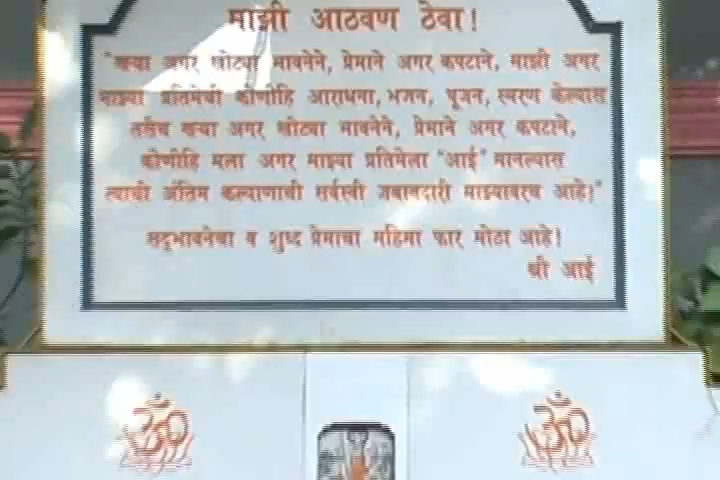 माझी आठवण ठेवा!
"खऱ्या अगर खोट्या भावनेने, प्रेमाने अगर कपटाने, माझी अगर
माझ्या प्रतिमेची कोणीहि आराधना, भजन, पूजन, स्मरण केल्यास
तसेच खऱ्या अगर खोट्या भावनेने, प्रेमाने अगर कपटाने,
कोणीहि मला अगर माझ्या प्रतिमेला "आई" मानल्यास
त्याची अंतिम कल्याणाची सर्वस्वी जबाबदारी माझ्यावरच आहे।"
सद्भावनेचा व शुध्द प्रेमाचा महिमा फार मोठा आहे!
श्री आई
ॐ ॐ